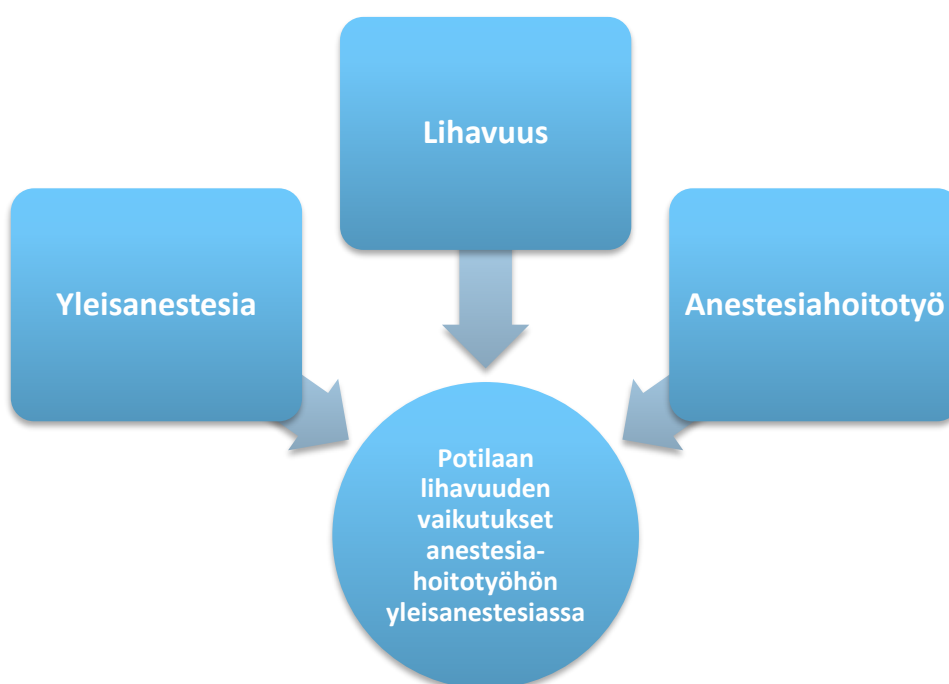 Lihavuus
Yleisanestesia
Anestesiahoitotyö
Potilaan
lihavuuden
vaikutukset
anestesia-
hoitotyöhön
yleisanestesiassa